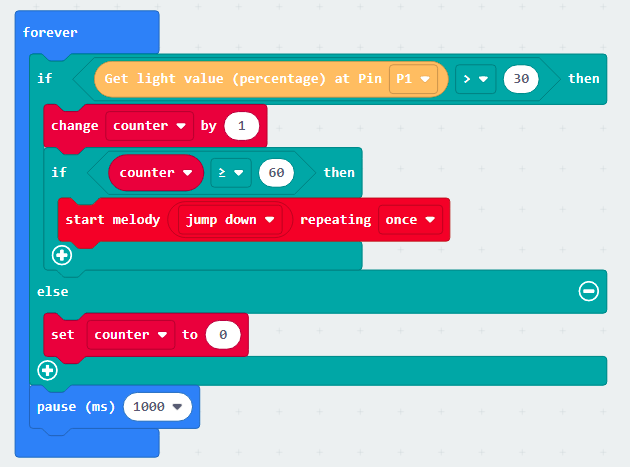 forever
if Get light value (percentage) at Pin P1 > 30 then
change counter by 1
if counter ≥ 60 then
start melody jump down repeating once
else
set counter to 0
pause (ms) 1000